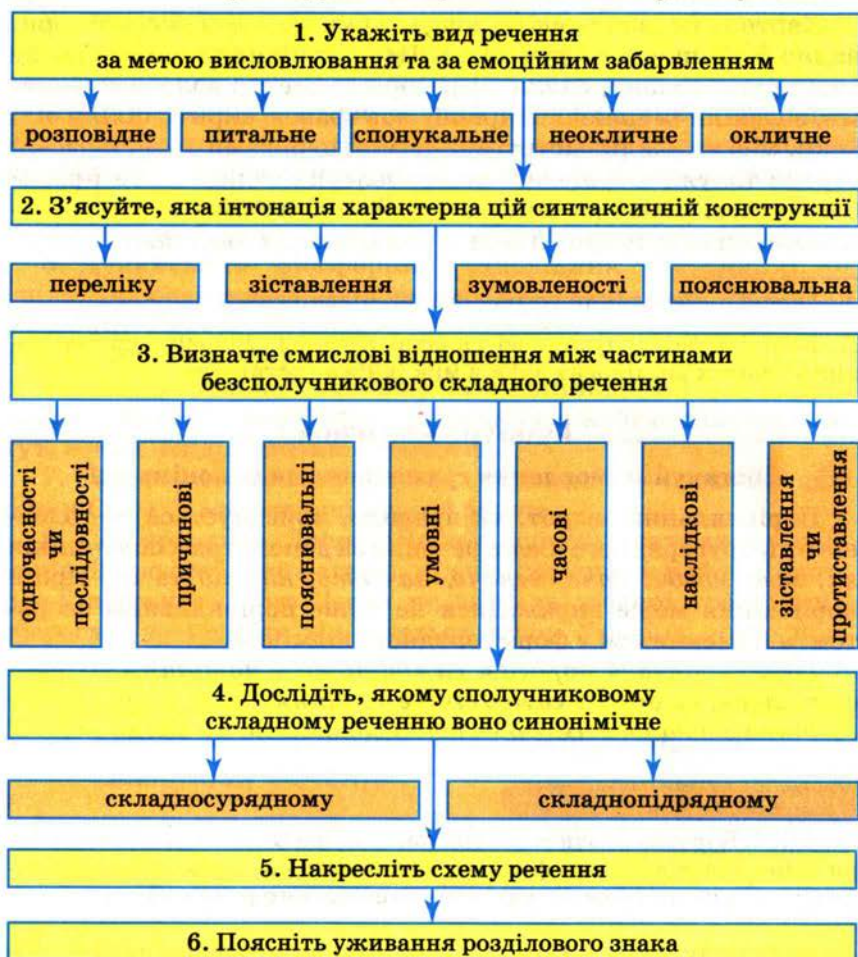 1. Укажіть вид речення
за метою висловлювання та за емоційним забарвленням
розповідне
питальне
спонукальне
неокличне
окличне
2. З’ясуйте, яка інтонація характерна цій синтаксичній конструкції
переліку
зіставлення
зумовленості
пояснювальна
3. Визначте смислові відношення між частинами
безсполучникового складного речення
одночасності
чи
послідовності
причинові
пояснювальні
умовні
часові
наслідкові
зіставлення
чи
протиставлення
4. Дослідіть, якому сполучниковому
складному реченню воно синонімічне
складносурядному
складнопідрядному
5. Накресліть схему речення
6. Поясніть уживання розділового знака